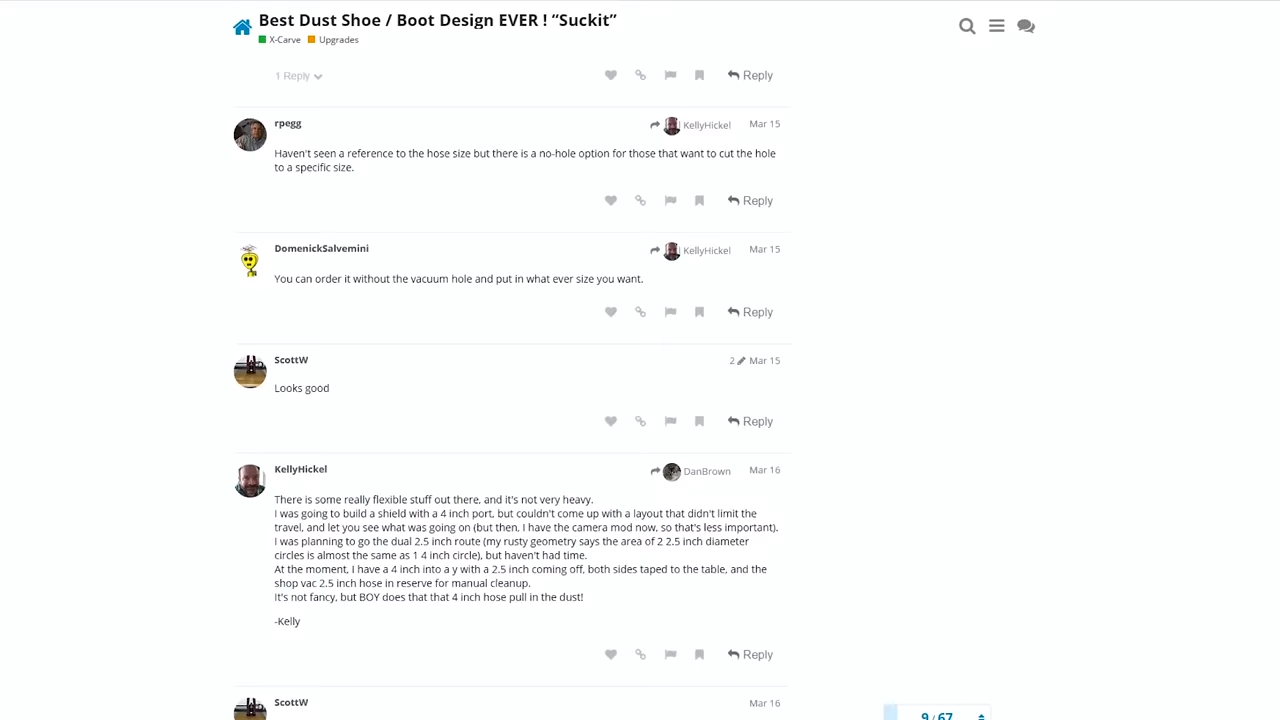 Best Dust Shoe / Boot Design EVER ! ”Suckit”
X-Carve Upgrades
1 Reply Reply
rpegg KellyHickel Mar 15
Haven't seen a reference to the hose size but there is a no-hole option for those that want to cut the hole
to a specific size.
Reply
DomenickSalvemini KellyHickel Mar 15
You can order it without the vacuum hole and put in what ever size you want.
Reply
ScottW 2 Mar 15
Looks good
Reply
KellyHickel DanBrown Mar 16
There is some really flexible stuff out there, and it's not very heavy.
I was going to build a shield with a 4 inch port, but couldn't come up with a layout that didn't limit the
travel, and let you see what was going on (but then, I have the camera mod now, so that's less important).
I was planning to go the dual 2.5 inch route (my rusty geometry says the area of 2 2.5 inch diameter
circles is almost the same as 1 4 inch circle), but haven't had time.
At the moment, I have a 4 inch into a y with a 2.5 inch coming off, both sides taped to the table, and the
shop vac 2.5 inch hose in reserve for manual cleanup.
It's not fancy, but BOY does that that 4 inch hose pull in the dust!
-Kelly
Reply
ScottW Mar 16
9 / 67